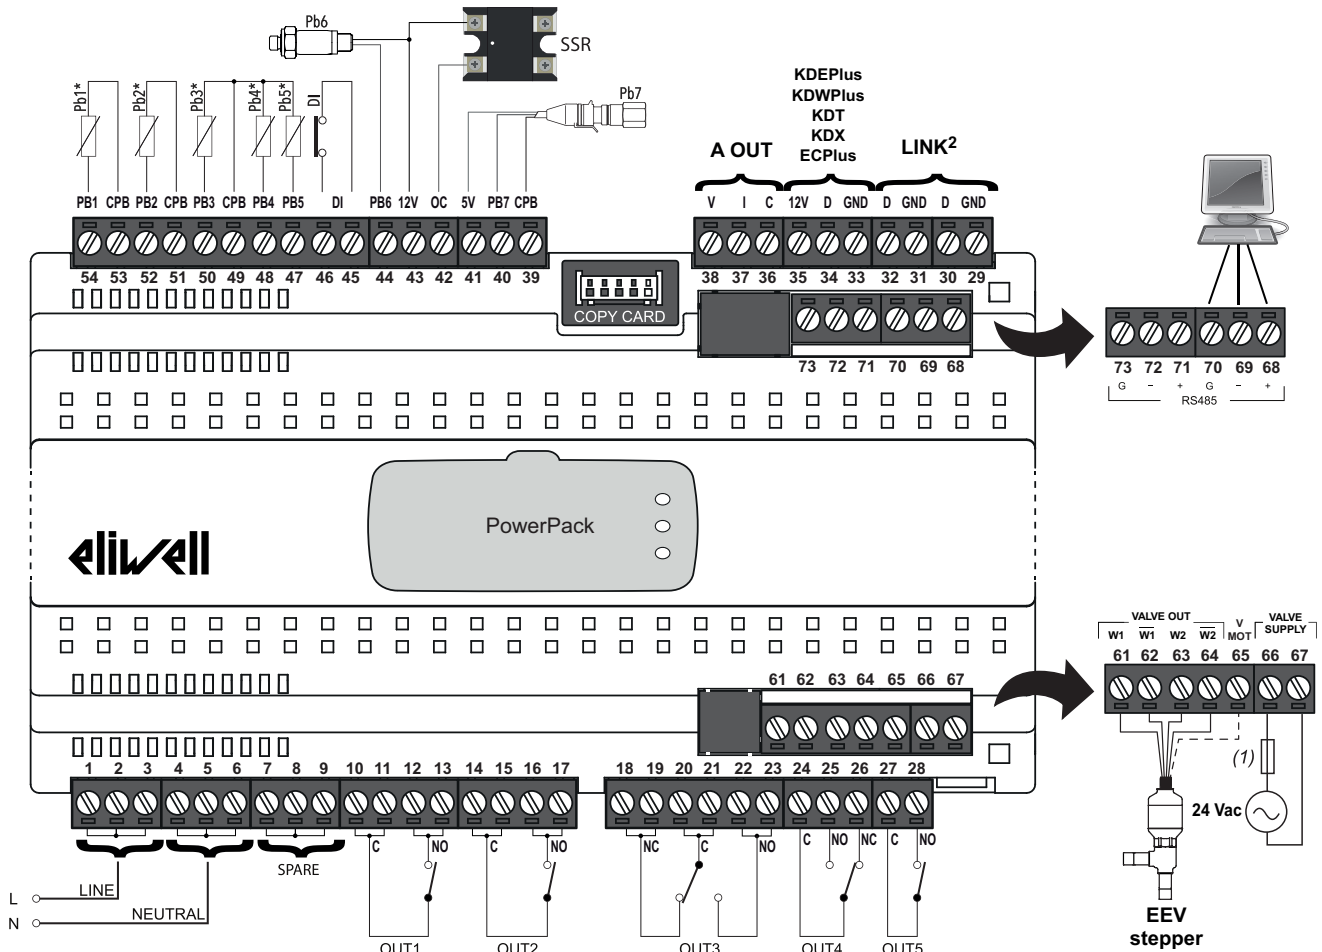 Pb6
SSR
Pb7
Pb1*
Pb2*
Pb3*
Pb4*
Pb5*
DI
KDEPlus
KDWPlus
KDT
KDX
ECPlus
A OUT
LINK²
PB1 CPB PB2 CPB PB3 CPB PB4 PB5 DI PB6 12V OC 5V PB7 CPB
V I C 12V D GND D GND D GND
54 53 52 51 50 49 48 47 46 45 44 43 42 41 40 39
38 37 36 35 34 33 32 31 30 29
COPY CARD
73 72 71 70 69 68
73 72 71 70 69 68
G – + G – +
RS485
PowerPack
eliwell
VALVE OUT
V MOT
VALVE SUPPLY
W1 W1 W2 W2
61 62 63 64 65 66 67
61 62 63 64 65 66 67
(1)
24 Vac
EEV
stepper
1 2 3 4 5 6 7 8 9 10 11 12 13 14 15 16 17
18 19 20 21 22 23 24 25 26 27 28
C NO C NO NC C NO C NO NC C NO
SPARE
L LINE
N NEUTRAL
OUT1 OUT2 OUT3 OUT4 OUT5